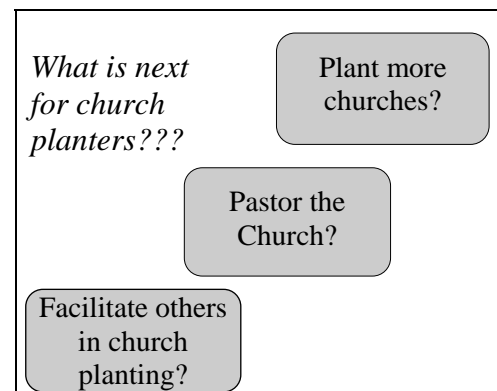 What is next
for church
planters???
Plant more
churches?
Pastor the
Church?
Facilitate others
in church
planting?